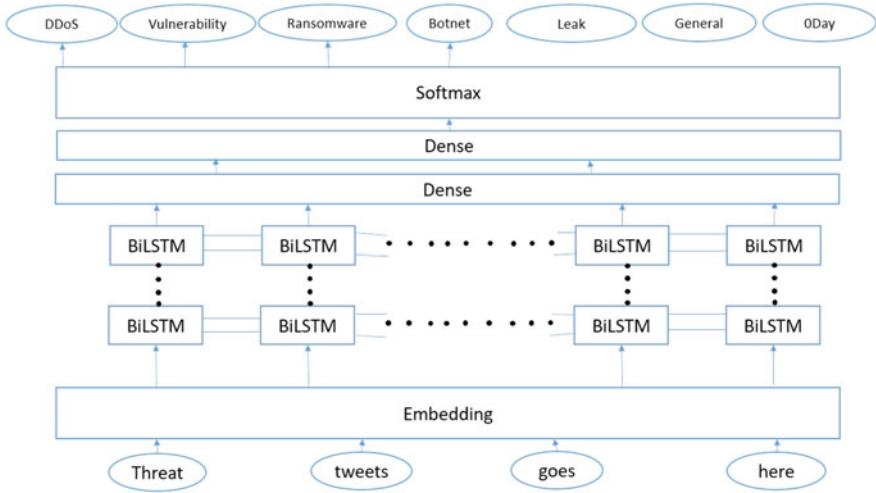 DDoS Vulnerability Ransomware Botnet Leak General 0Day
Softmax
Dense
Dense
BiLSTM BiLSTM BiLSTM BiLSTM
BiLSTM BiLSTM BiLSTM BiLSTM
Embedding
Threat tweets goes here